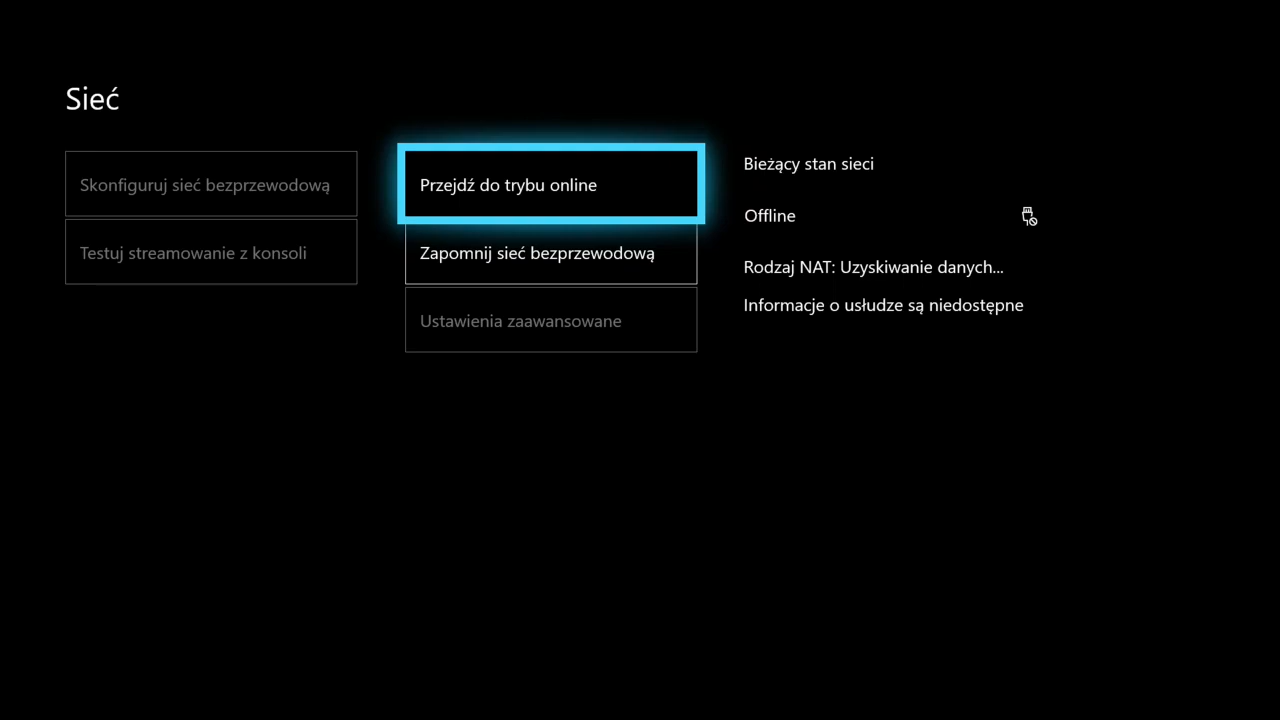 Sieć
Skonfiguruj sieć bezprzewodową
Testuj streamowanie z konsoli
Przejdź do trybu online
Zapomnij sieć bezprzewodową
Ustawienia zaawansowane
Bieżący stan sieci
Offline
Rodzaj NAT: Uzyskiwanie danych...
Informacje o usłudze są niedostępne